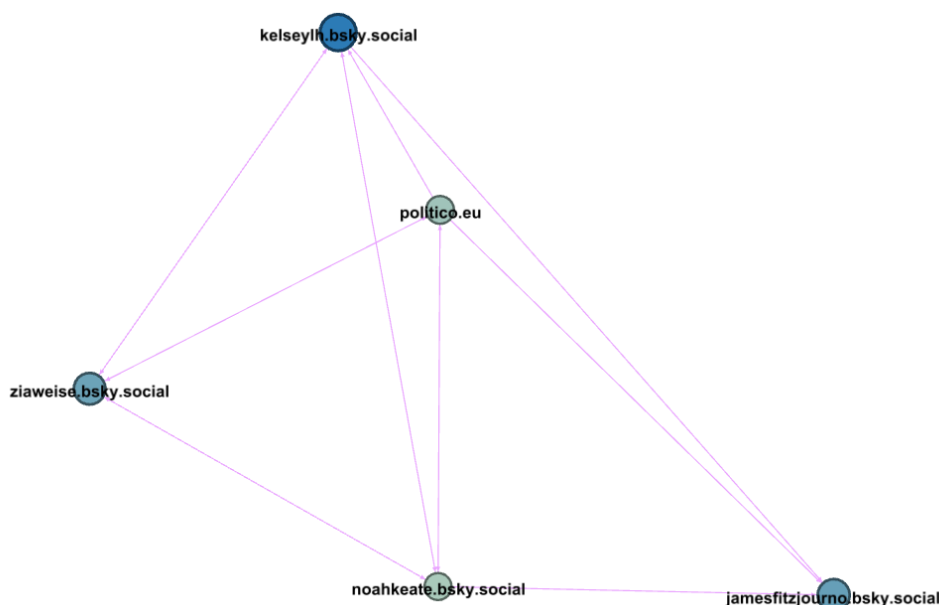 kelseylh.bsky.social
politico.eu
ziaweise.bsky.social
noahkeate.bsky.social
jamesfitzjourno.bsky.social